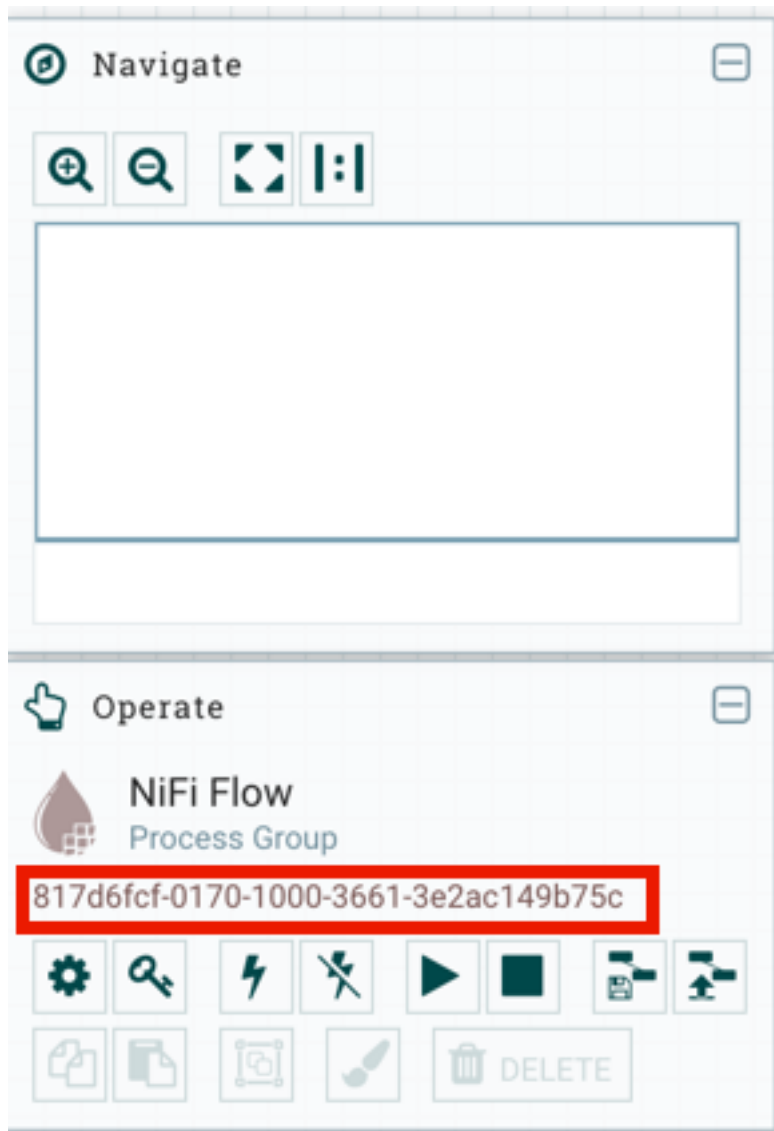 Navigate
Operate
NiFi Flow
Process Group
817d6fcf-0170-1000-3661-3e2ac149b75c
DELETE